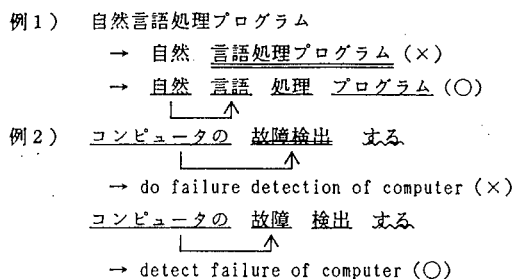 例1） 自然言語処理プログラム
→ 自然 言語処理プログラム（×）
→ 自然 言語 処理 プログラム（○）
例2） コンピュータの 故障検出 する
→ do failure detection of computer（×）
コンピュータの 故障 検出 する
→ detect failure of computer（○）